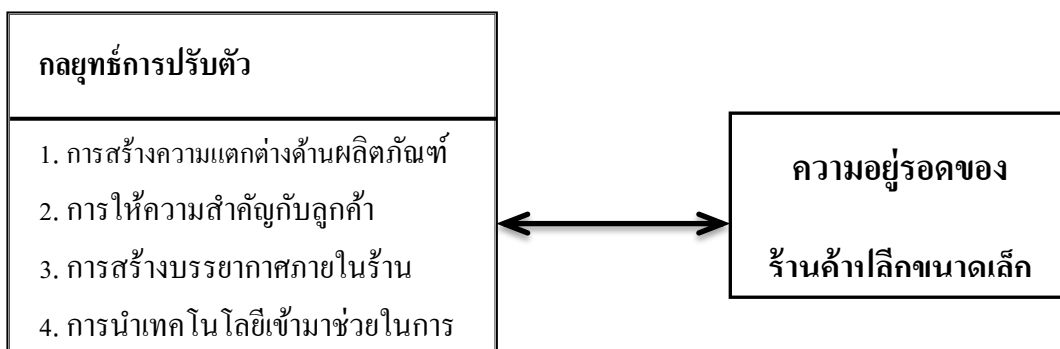 กลยุทธ์การปรับตัว
1. การสร้างความแตกต่างด้านผลิตภัณฑ์
2. การให้ความสำคัญกับลูกค้า
3. การสร้างบรรยากาศภายในร้าน
4. การนำเทคโนโลยีเข้ามาช่วยในการ
ความอยู่รอดของ
ร้านค้าปลีกขนาดเล็ก